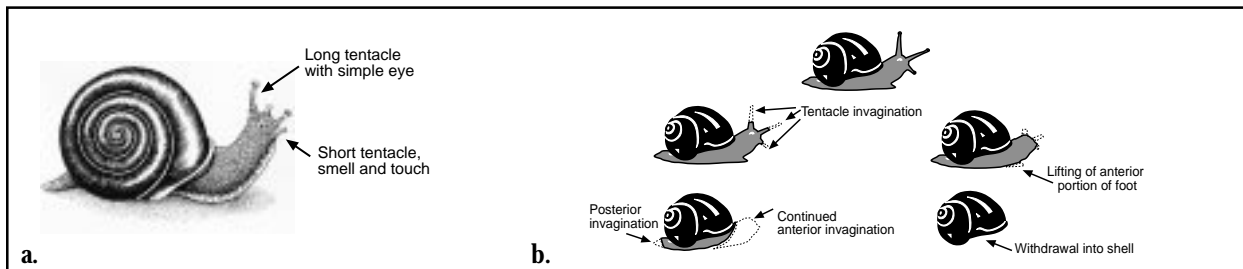 Long tentacle
with simple eye
Short tentacle,
smell and touch
a.
Tentacle invagination
Lifting of anterior
portion of foot
Posterior
invagination
Continued
anterior invagination
Withdrawal into shell
b.